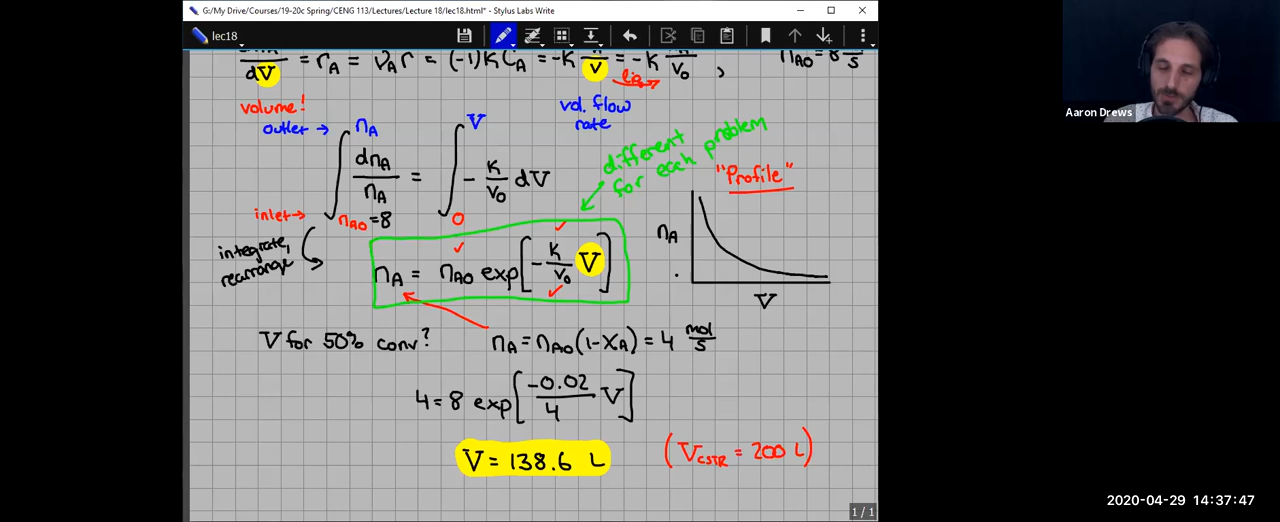 G:/My Drive/Courses/19-20c Spring/CENG 113/Lectures/Lecture 18/lec18.html* - Stylus Labs Write
lec18
dV = r_A = ν_A r = (-1) k C_A = -k / V = -k / V_0 , n_A0 = 8 / s
liq
volume!
vol. flow rate
outlet → n_A
∫ dn_A / n_A = ∫ - k / v_0 dV
V
inlet → n_A0 = 8
0
different for each problem
"Profile"
n_A
V
integrate, rearrange
n_A = n_A0 exp[ - k / v_0 V ]
V for 50% conv?
n_A = n_A0 (1 - X_A) = 4 mol / s
4 = 8 exp[ -0.02 / 4 V ]
V = 138.6 L
(V_CSTR = 200 L)
1 / 1
Aaron Drews
2020-04-29 14:37:47